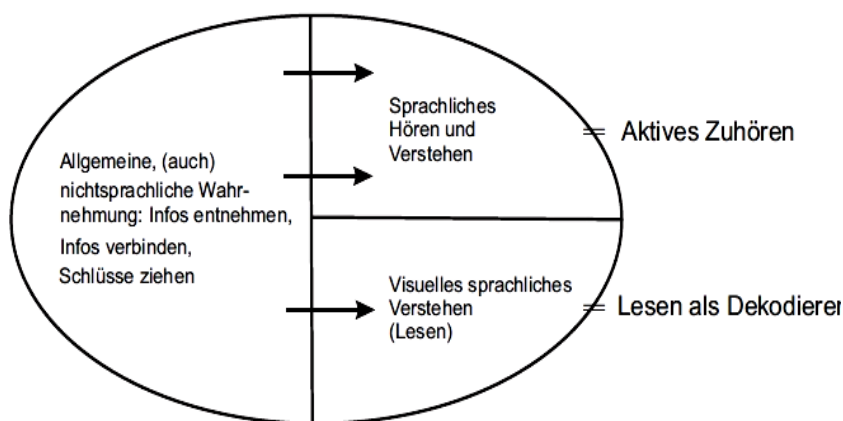 Allgemeine, (auch)
nichtsprachliche Wahr-
nehmung: Infos entnehmen,
Infos verbinden,
Schlüsse ziehen
Sprachliches
Hören und
Verstehen
= Aktives Zuhören
Visuelles sprachliches
Verstehen
(Lesen)
= Lesen als Dekodieren